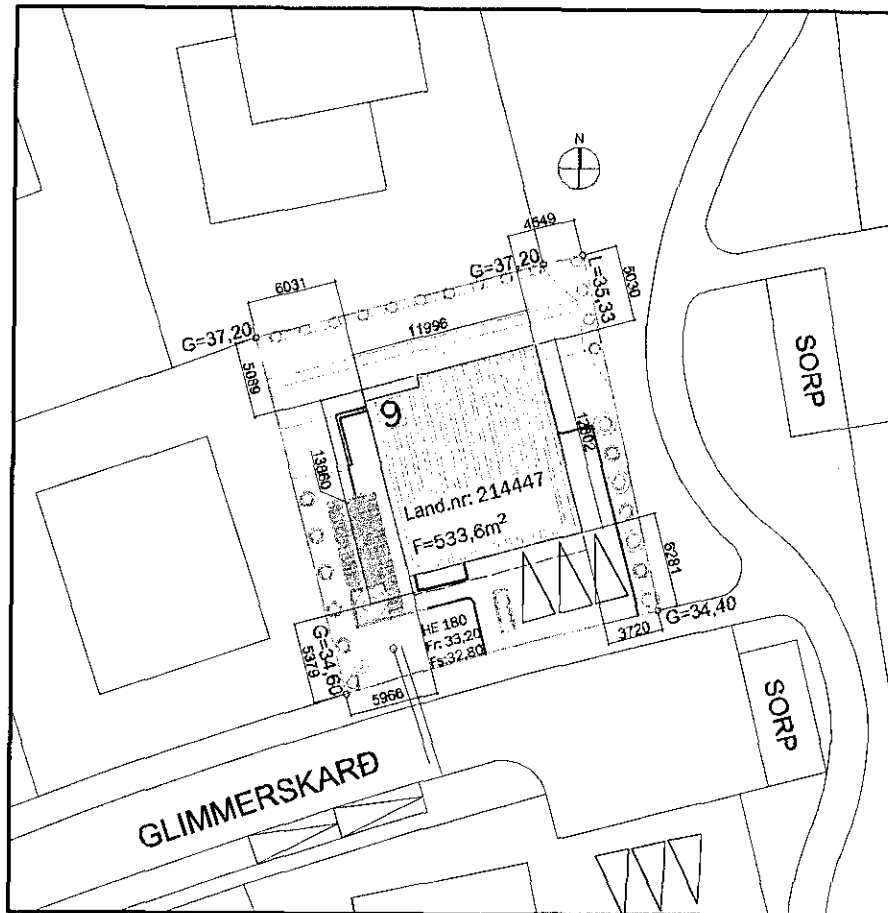 N
4549
G=37,20
6031
L=35,33
5030
G=37,20
11996
5089
9
SORP
12602
13860
Land.nr: 214447
F=533,6m²
6281
G=34,40
HE 180
Fr: 33,20
Fs:32,80
3720
G=34,60
5379
5966
SORP
GLIMMERSKARÐ